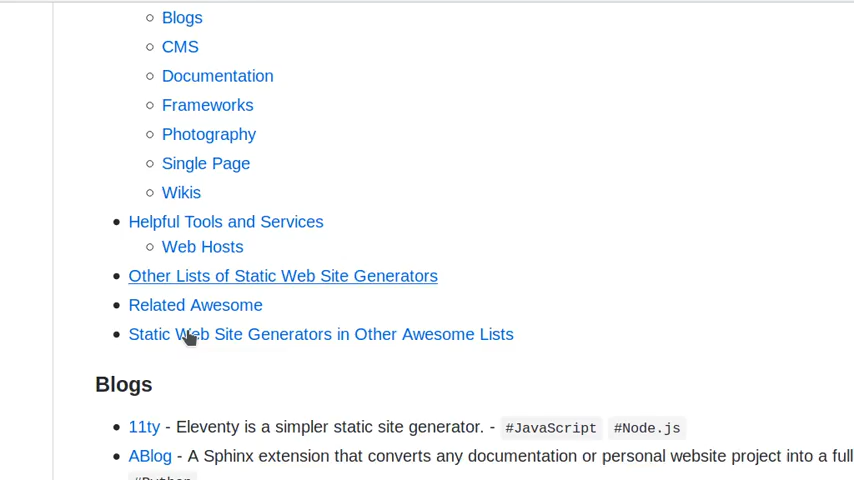 Blogs
CMS
Documentation
Frameworks
Photography
Single Page
Wikis
Helpful Tools and Services
Web Hosts
Other Lists of Static Web Site Generators
Related Awesome
Static Web Site Generators in Other Awesome Lists
Blogs
11ty - Eleventy is a simpler static site generator. - #JavaScript #Node.js
ABlog - A Sphinx extension that converts any documentation or personal website project into a full
#Python